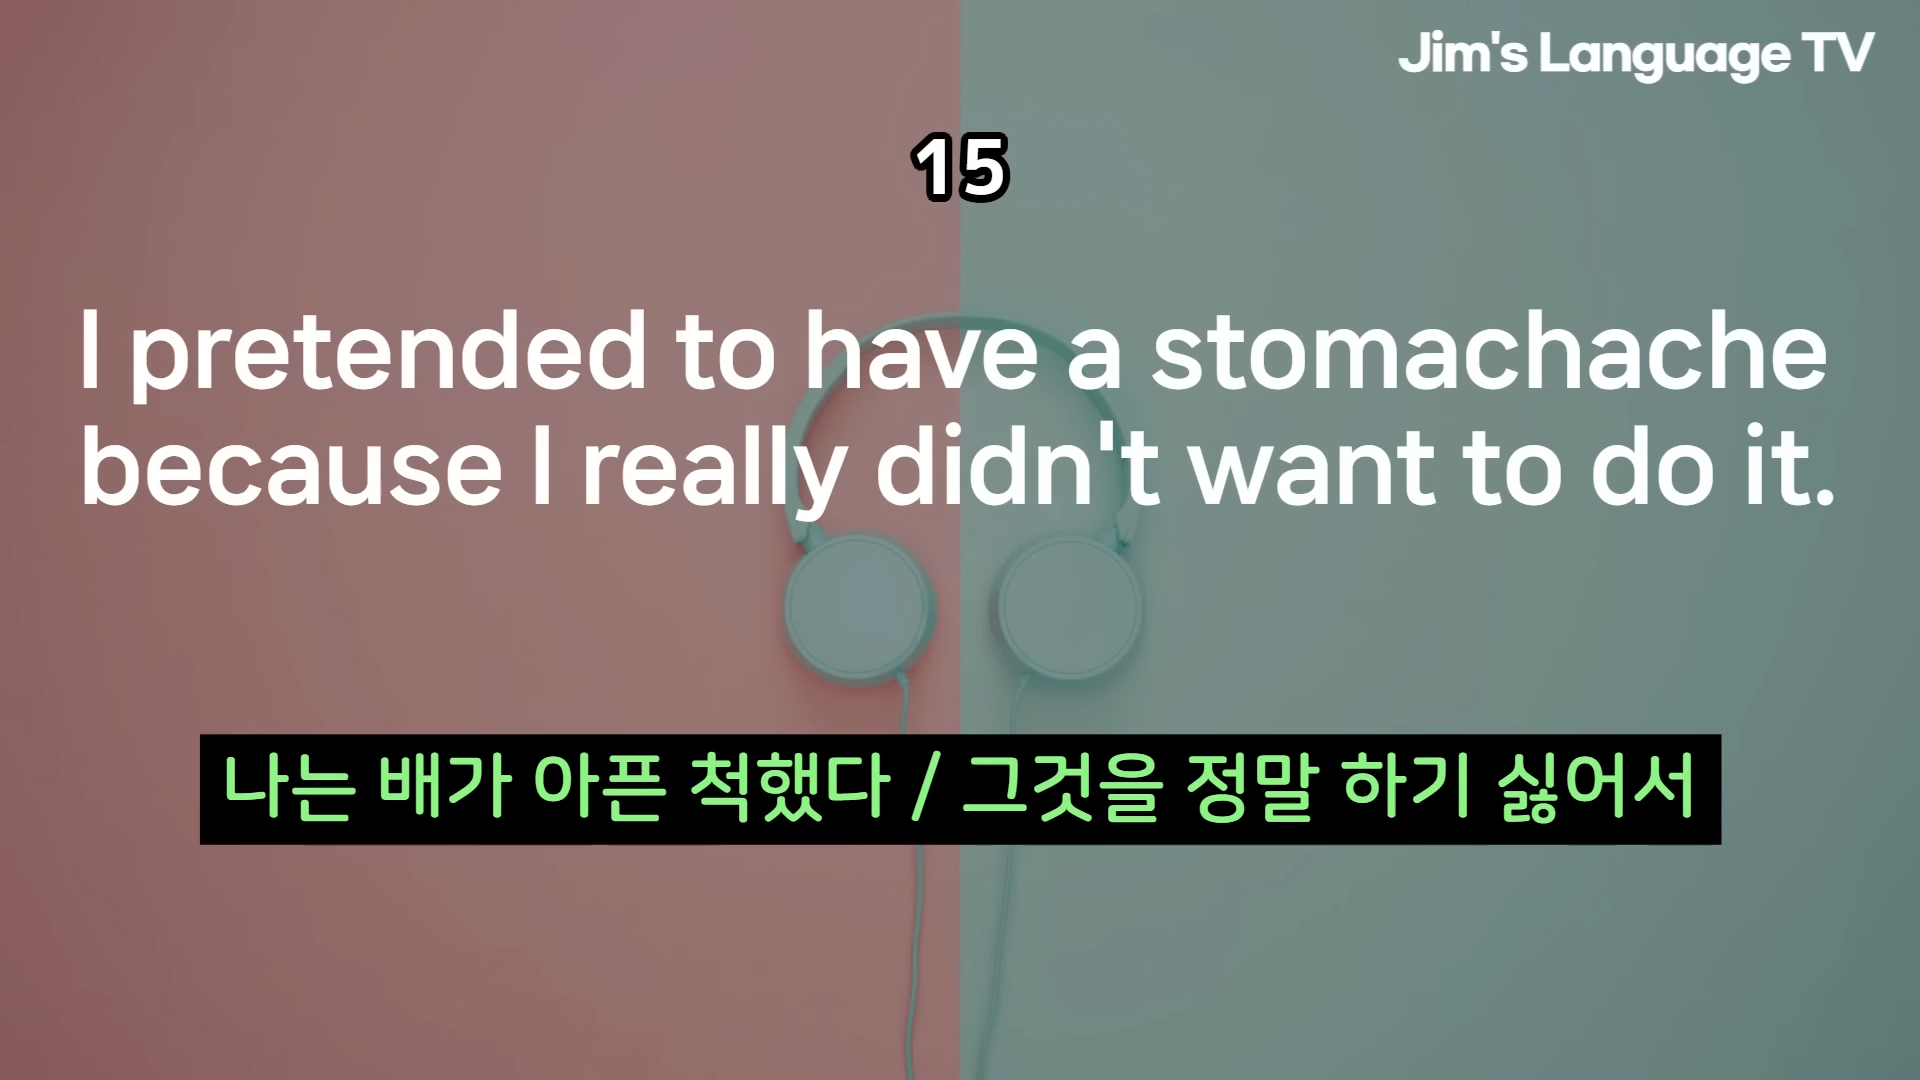 Jim's Language TV
15
I pretended to have a stomachache
because I really didn't want to do it.
나는 배가 아픈 척했다 / 그것을 정말 하기 싫어서